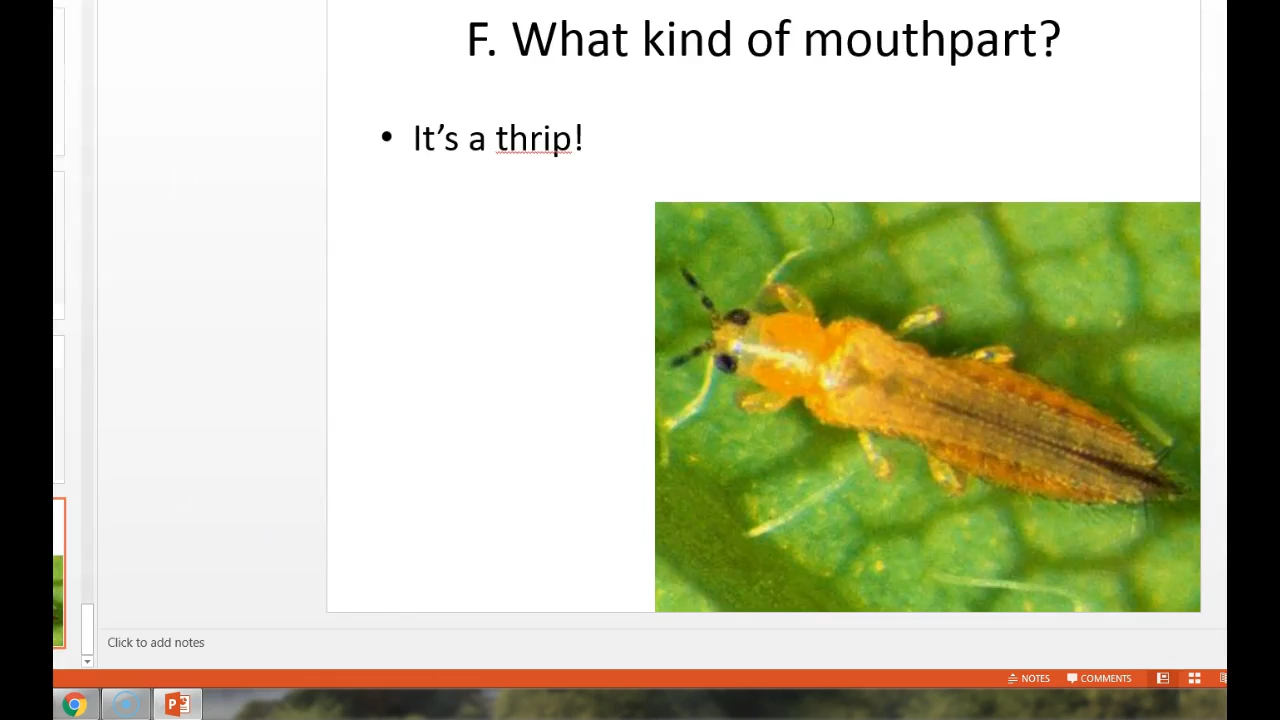 F. What kind of mouthpart?
• It's a thrip!
Click to add notes
NOTES
COMMENTS